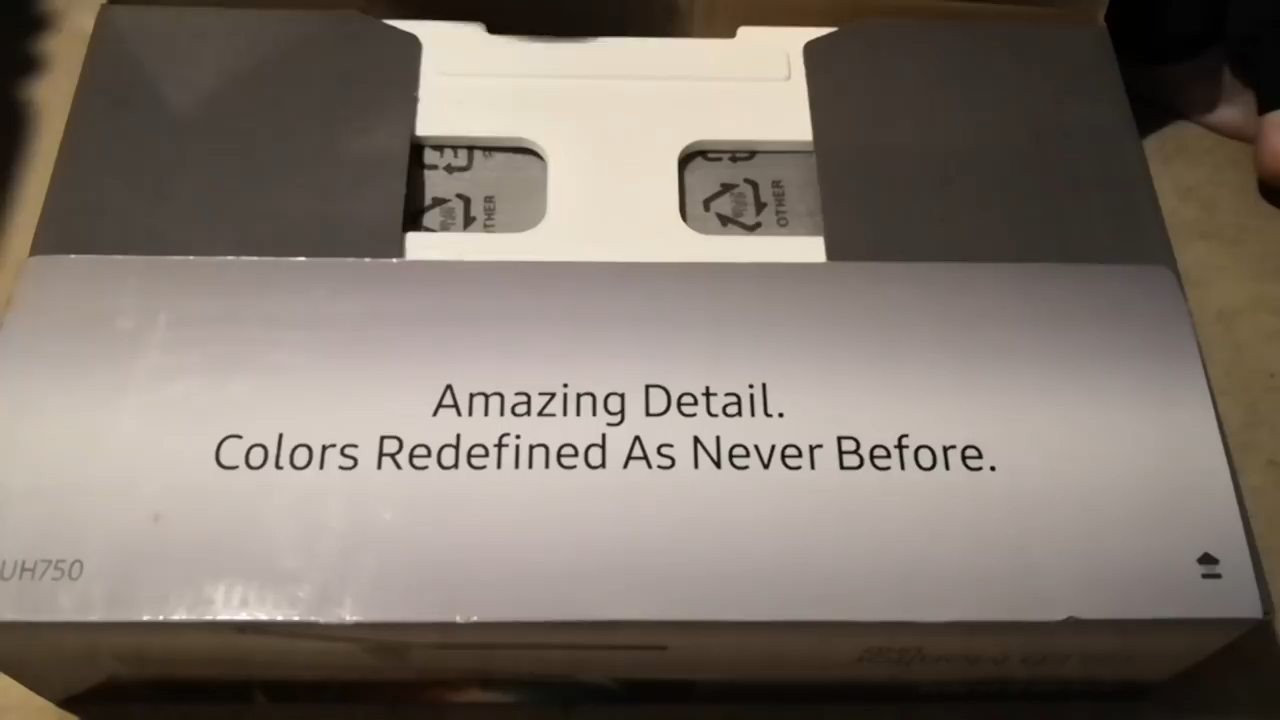 OTHER
OTHER
Amazing Detail.
Colors Redefined As Never Before.
UH750